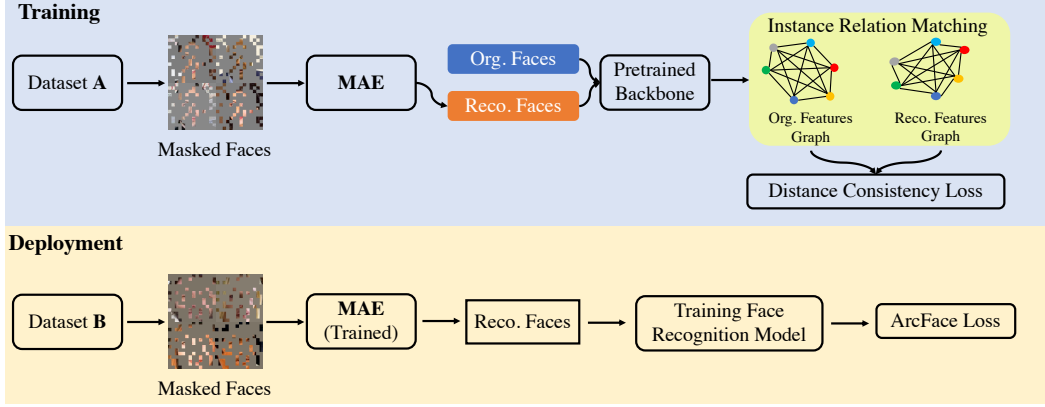 Training
Dataset A
Masked Faces
MAE
Org. Faces
Reco. Faces
Pretrained
Backbone
Instance Relation Matching
Org. Features
Graph
Reco. Features
Graph
Distance Consistency Loss
Deployment
Dataset B
Masked Faces
MAE
(Trained)
Reco. Faces
Training Face
Recognition Model
ArcFace Loss